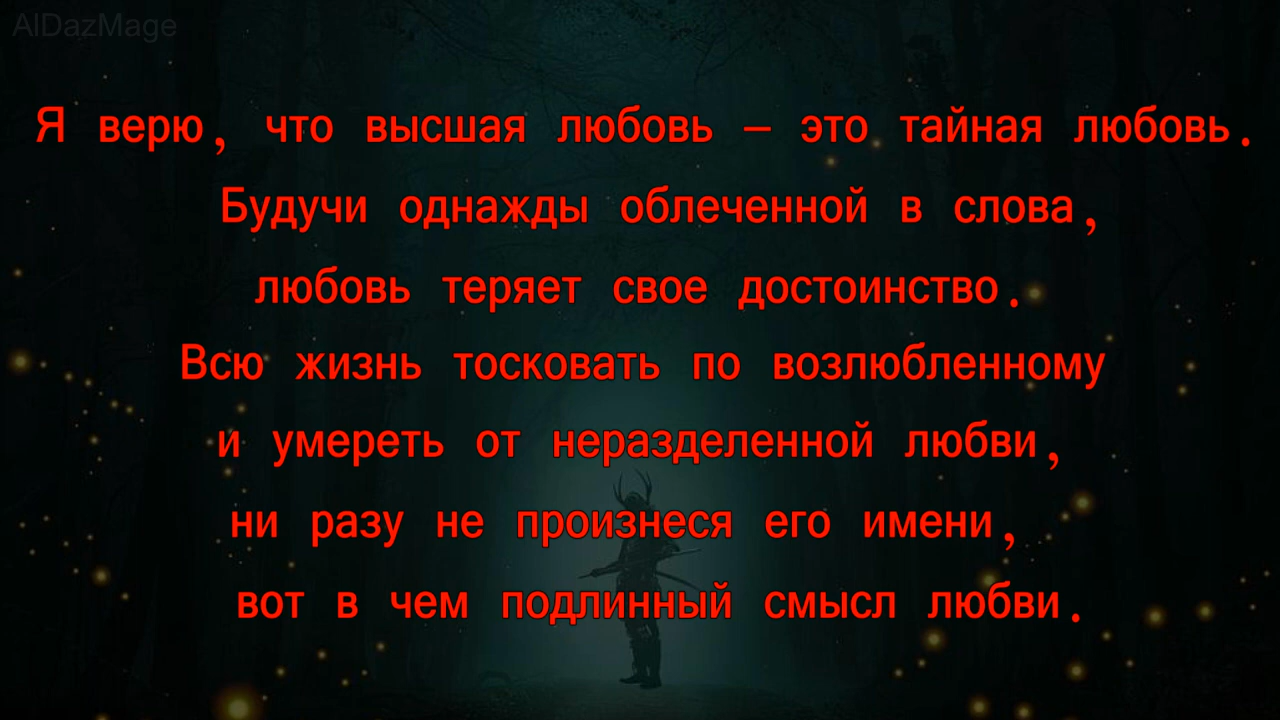 AlDazMage
Я верю, что высшая любовь – это тайная любовь.
Будучи однажды облеченной в слова,
любовь теряет свое достоинство.
Всю жизнь тосковать по возлюбленному
и умереть от неразделенной любви,
ни разу не произнеся его имени,
вот в чем подлинный смысл любви.